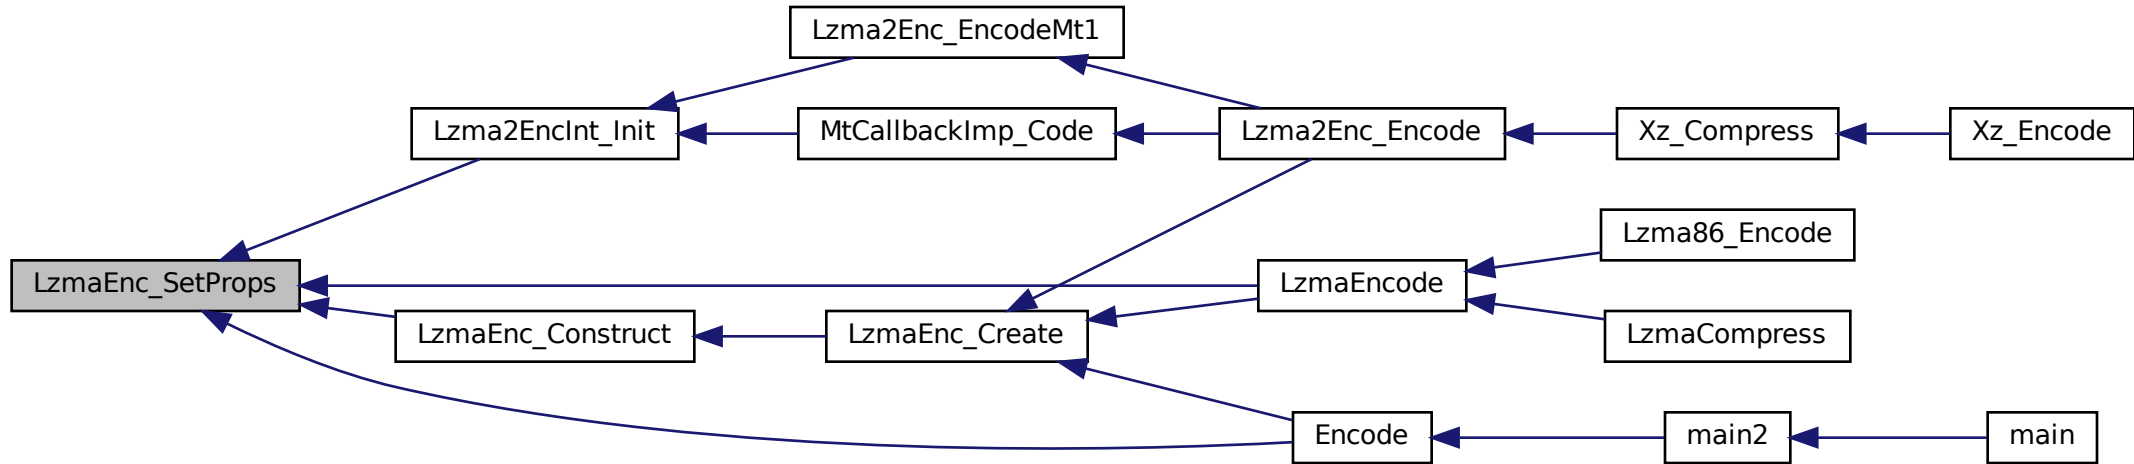 Lzma2Enc_EncodeMt1
Lzma2EncInt_Init
MtCallbackImp_Code
Lzma2Enc_Encode
Xz_Compress
Xz_Encode
Lzma86_Encode
LzmaEnc_SetProps
LzmaEncode
LzmaEnc_Construct
LzmaEnc_Create
LzmaCompress
Encode
main2
main